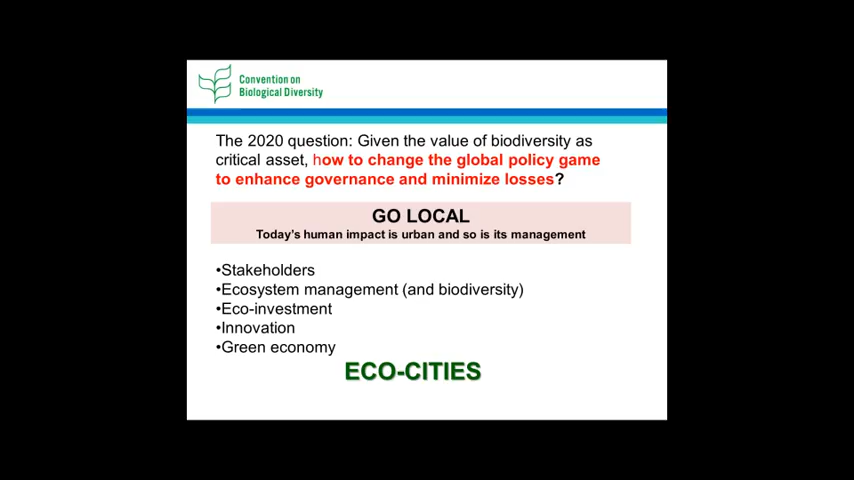 Convention on
Biological Diversity
The 2020 question: Given the value of biodiversity as
critical asset, how to change the global policy game
to enhance governance and minimize losses?
GO LOCAL
Today's human impact is urban and so is its management
•Stakeholders
•Ecosystem management (and biodiversity)
•Eco-investment
•Innovation
•Green economy
ECO-CITIES